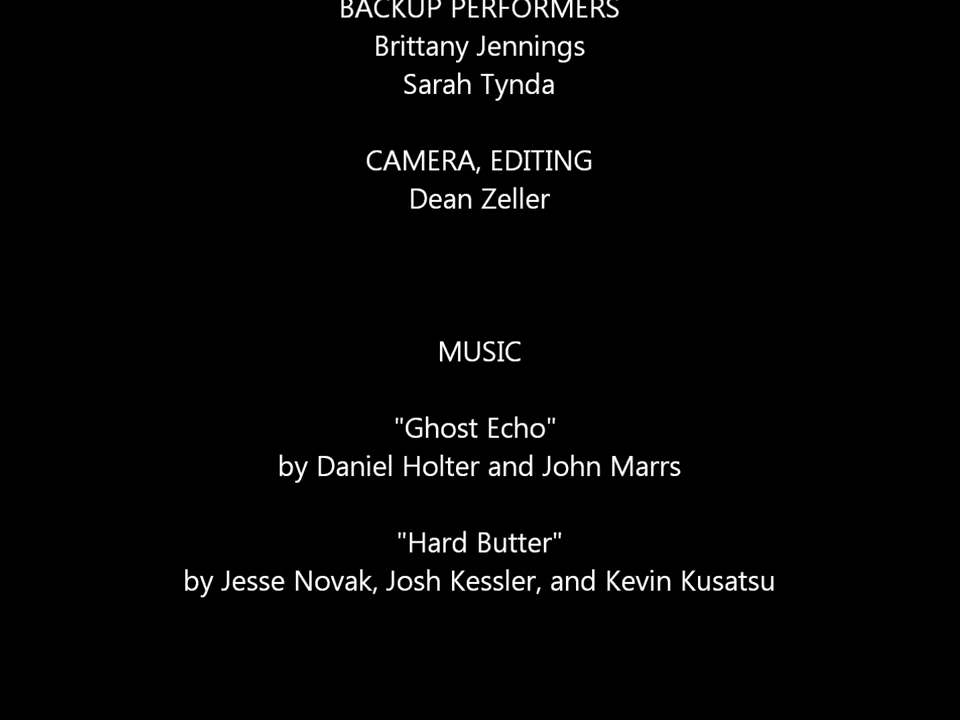 BACKUP PERFORMERS
Brittany Jennings
Sarah Tynda
CAMERA, EDITING
Dean Zeller
MUSIC
"Ghost Echo"
by Daniel Holter and John Marrs
"Hard Butter"
by Jesse Novak, Josh Kessler, and Kevin Kusatsu